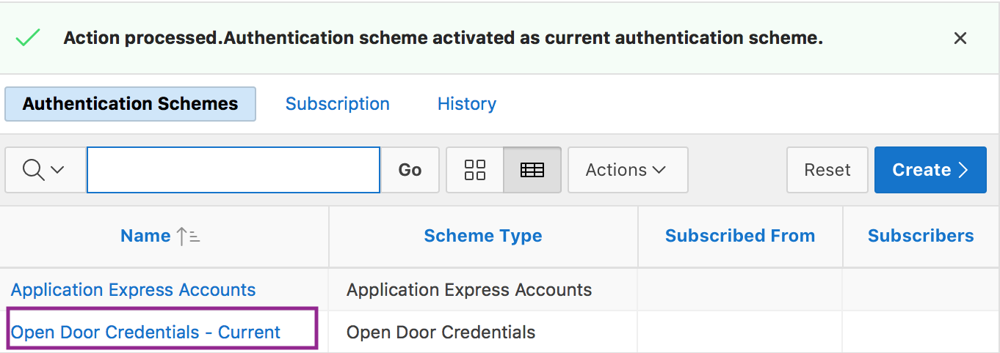 Action processed.Authentication scheme activated as current authentication scheme.
Authentication Schemes Subscription History
Go Actions Reset Create
Name Scheme Type Subscribed From Subscribers
Application Express Accounts Application Express Accounts
Open Door Credentials - Current Open Door Credentials